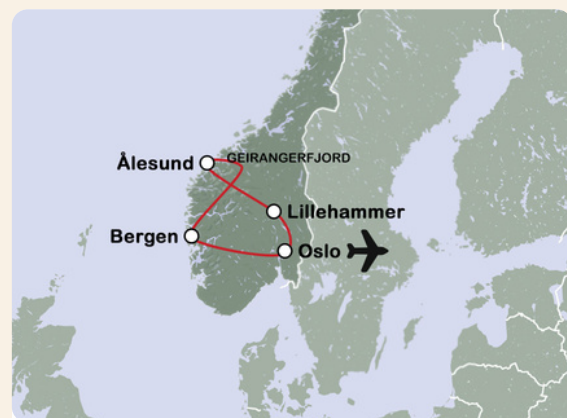 Ålesund
GEIRANGERFJORD
Lillehammer
Bergen
Oslo